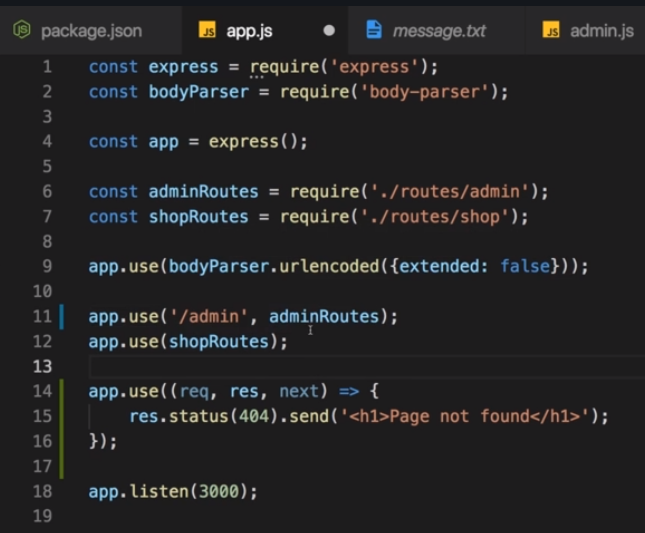 package.json JS app.js message.txt JS admin.js
1 const express = require('express');
2 const bodyParser = require('body-parser');
3
4 const app = express();
5
6 const adminRoutes = require('./routes/admin');
7 const shopRoutes = require('./routes/shop');
8
9 app.use(bodyParser.urlencoded({extended: false}));
10
11 app.use('/admin', adminRoutes);
12 app.use(shopRoutes);
13
14 app.use((req, res, next) => {
15     res.status(404).send('<h1>Page not found</h1>');
16 });
17
18 app.listen(3000);
19